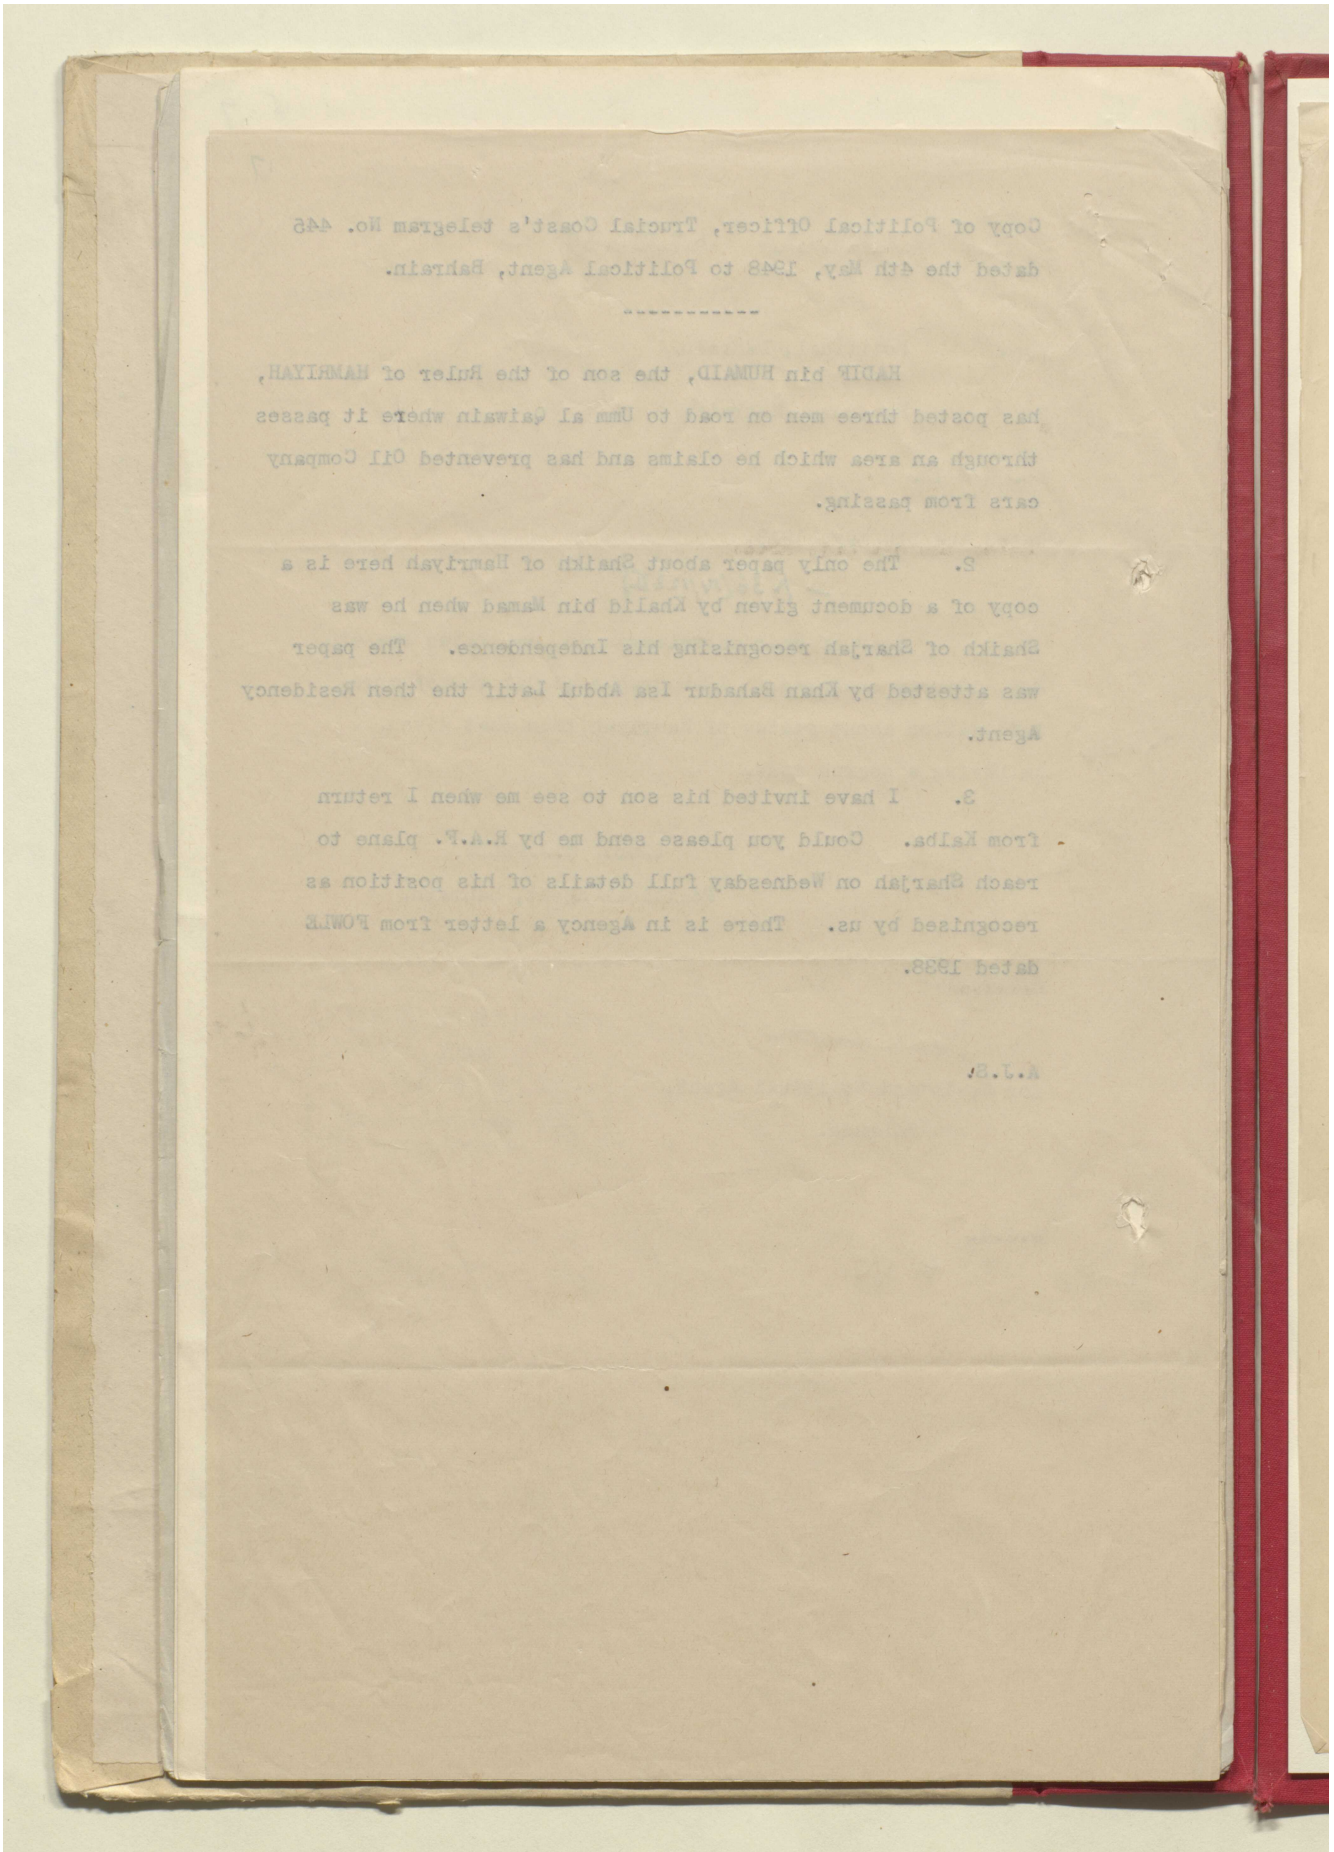 Copy of Political Officer, Trucial Coast's telegram No. 445
dated the 4th May, 1948 to Political Agent, Bahrain.
-----------
HADIF bin HUMAID, the son of the Ruler of HAMRIYAH,
has posted three men on road to Umm al Qaiwain where it passes
through an area which he claims and has prevented Oil Company
cars from passing.
2. The only paper about Shaikh of Hamriyah here is a
copy of a document given by Khalid bin Mamad when he was
Shaikh of Sharjah recognising his Independence. The paper
was attested by Khan Bahadur Isa Abdul Latif the then Residency
Agent.
3. I have invited his son to see me when I return
from Kalba. Could you please send me by R.A.F. plane to
reach Sharjah on Wednesday full details of his position as
recognised by us. There is in Agency a letter from FOWLE
dated 1938.
A.J.S.